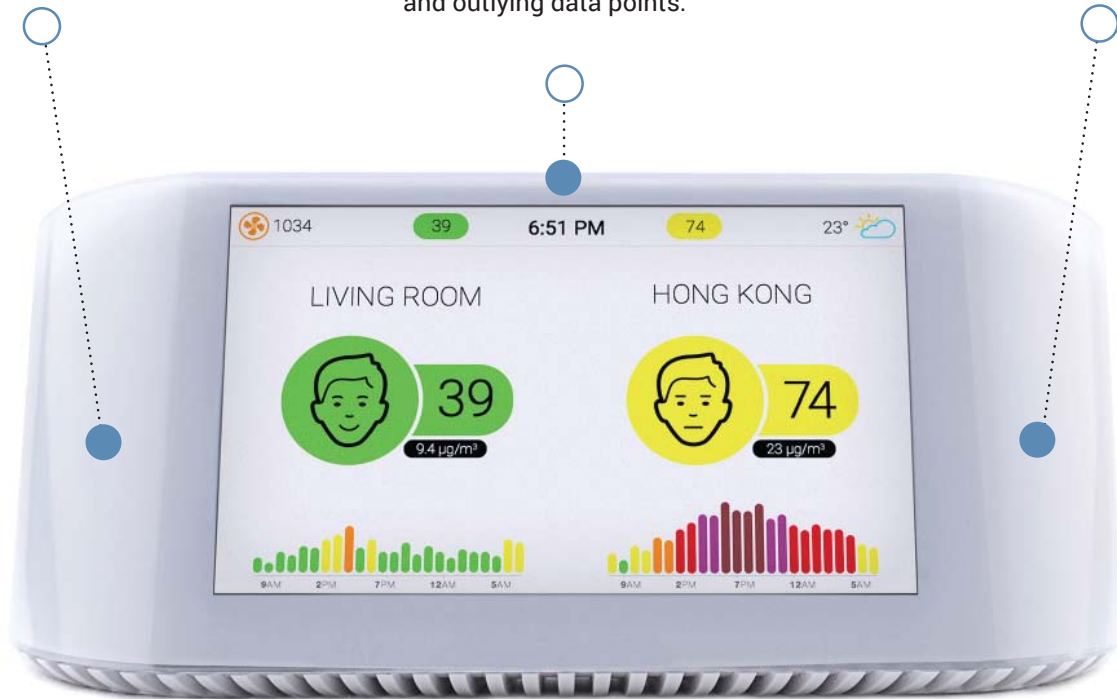 and outlying data points.
1034 39 6:51 PM 74 23°
LIVING ROOM
39
9.4 µg/m³
9AM 2PM 7PM 12AM 5AM
HONG KONG
74
23 µg/m³
9AM 2PM 7PM 12AM 5AM